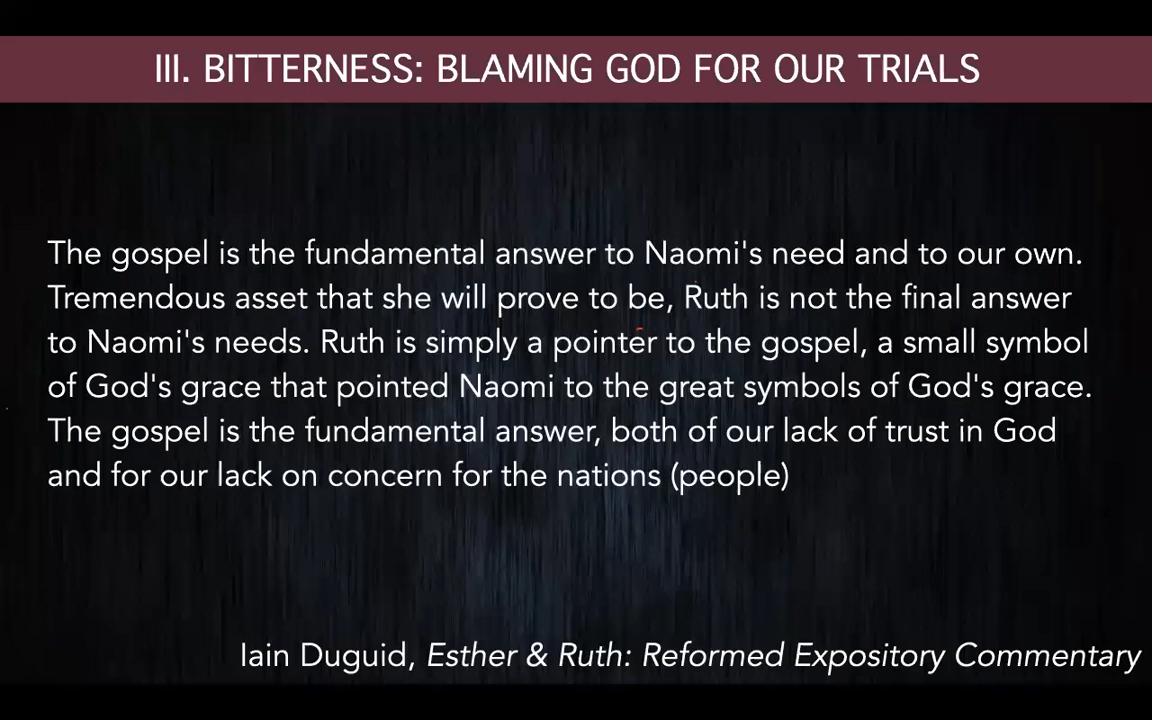 III. BITTERNESS: BLAMING GOD FOR OUR TRIALS
The gospel is the fundamental answer to Naomi's need and to our own.
Tremendous asset that she will prove to be, Ruth is not the final answer
to Naomi's needs. Ruth is simply a pointer to the gospel, a small symbol
of God's grace that pointed Naomi to the great symbols of God's grace.
The gospel is the fundamental answer, both of our lack of trust in God
and for our lack on concern for the nations (people)
Iain Duguid, Esther & Ruth: Reformed Expository Commentary